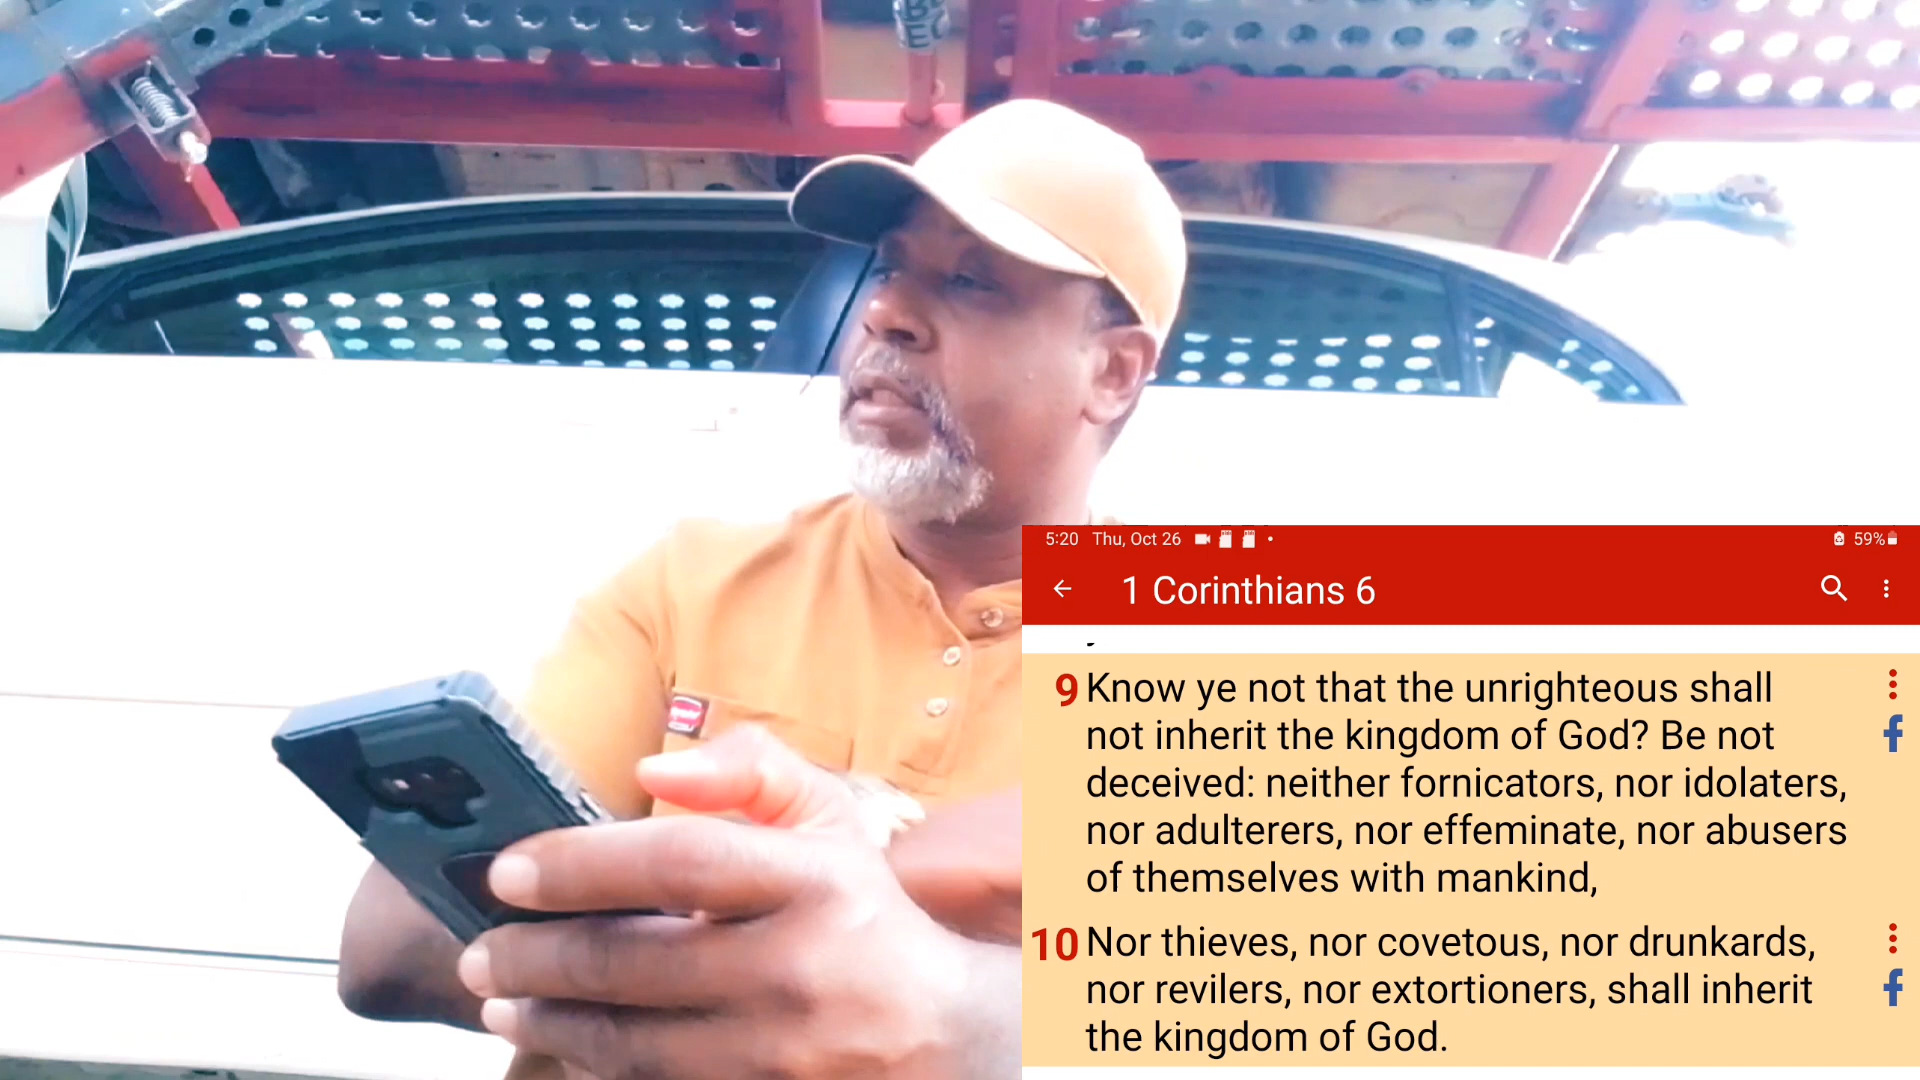 5:20 Thu, Oct 26 59%
1 Corinthians 6
9 Know ye not that the unrighteous shall
not inherit the kingdom of God? Be not
deceived: neither fornicators, nor idolaters,
nor adulterers, nor effeminate, nor abusers
of themselves with mankind,
10 Nor thieves, nor covetous, nor drunkards,
nor revilers, nor extortioners, shall inherit
the kingdom of God.